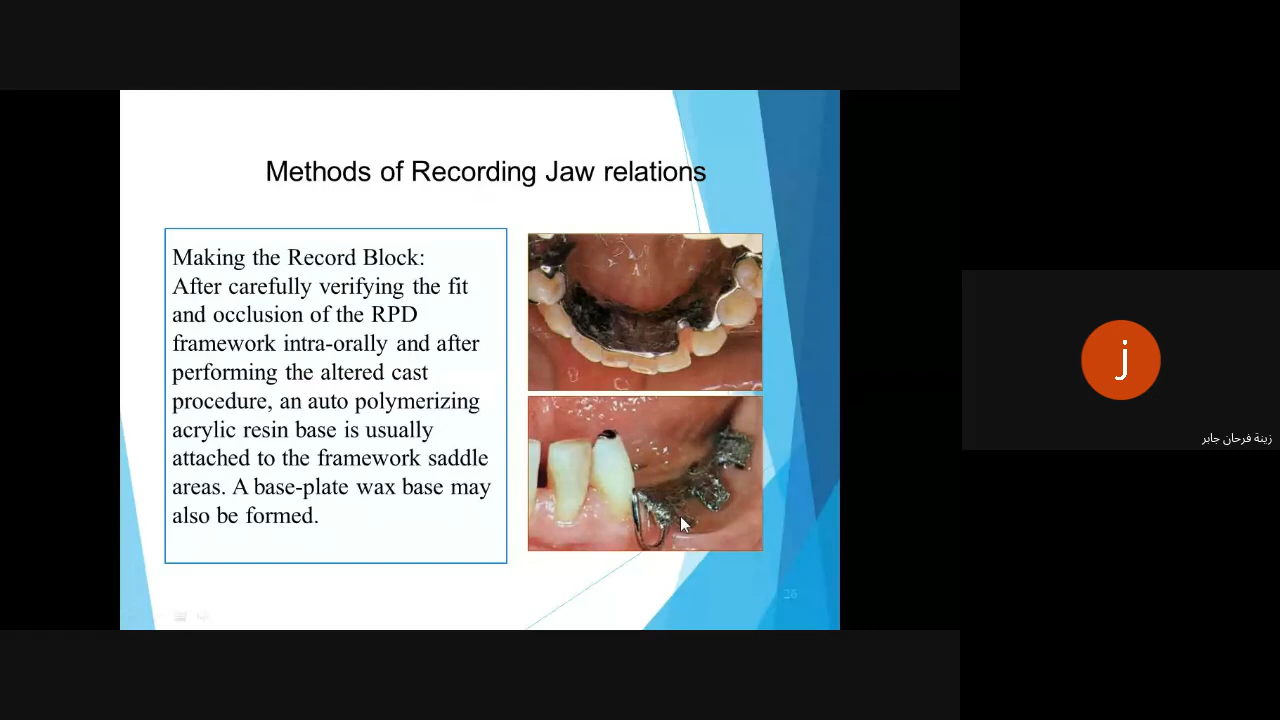 Methods of Recording Jaw relations
Making the Record Block:
After carefully verifying the fit
and occlusion of the RPD
framework intra-orally and after
performing the altered cast
procedure, an auto polymerizing
acrylic resin base is usually
attached to the framework saddle
areas. A base-plate wax base may
also be formed.
26
j
زينة فرحان جابر